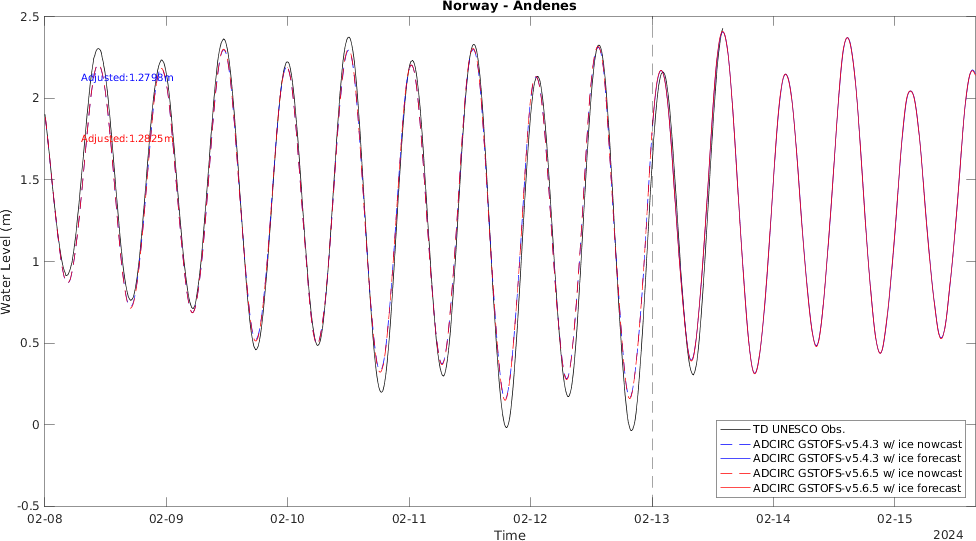 Norway - Andenes
2.5
2
1.5
1
0.5
0
-0.5
Water Level (m)
Adjusted:1.2798m
Adjusted:1.2825m
TD UNESCO Obs.
ADCIRC GSTOFS-v5.4.3 w/ ice nowcast
ADCIRC GSTOFS-v5.4.3 w/ ice forecast
ADCIRC GSTOFS-v5.6.5 w/ ice nowcast
ADCIRC GSTOFS-v5.6.5 w/ ice forecast
02-08 02-09 02-10 02-11 02-12 02-13 02-14 02-15
Time
2024